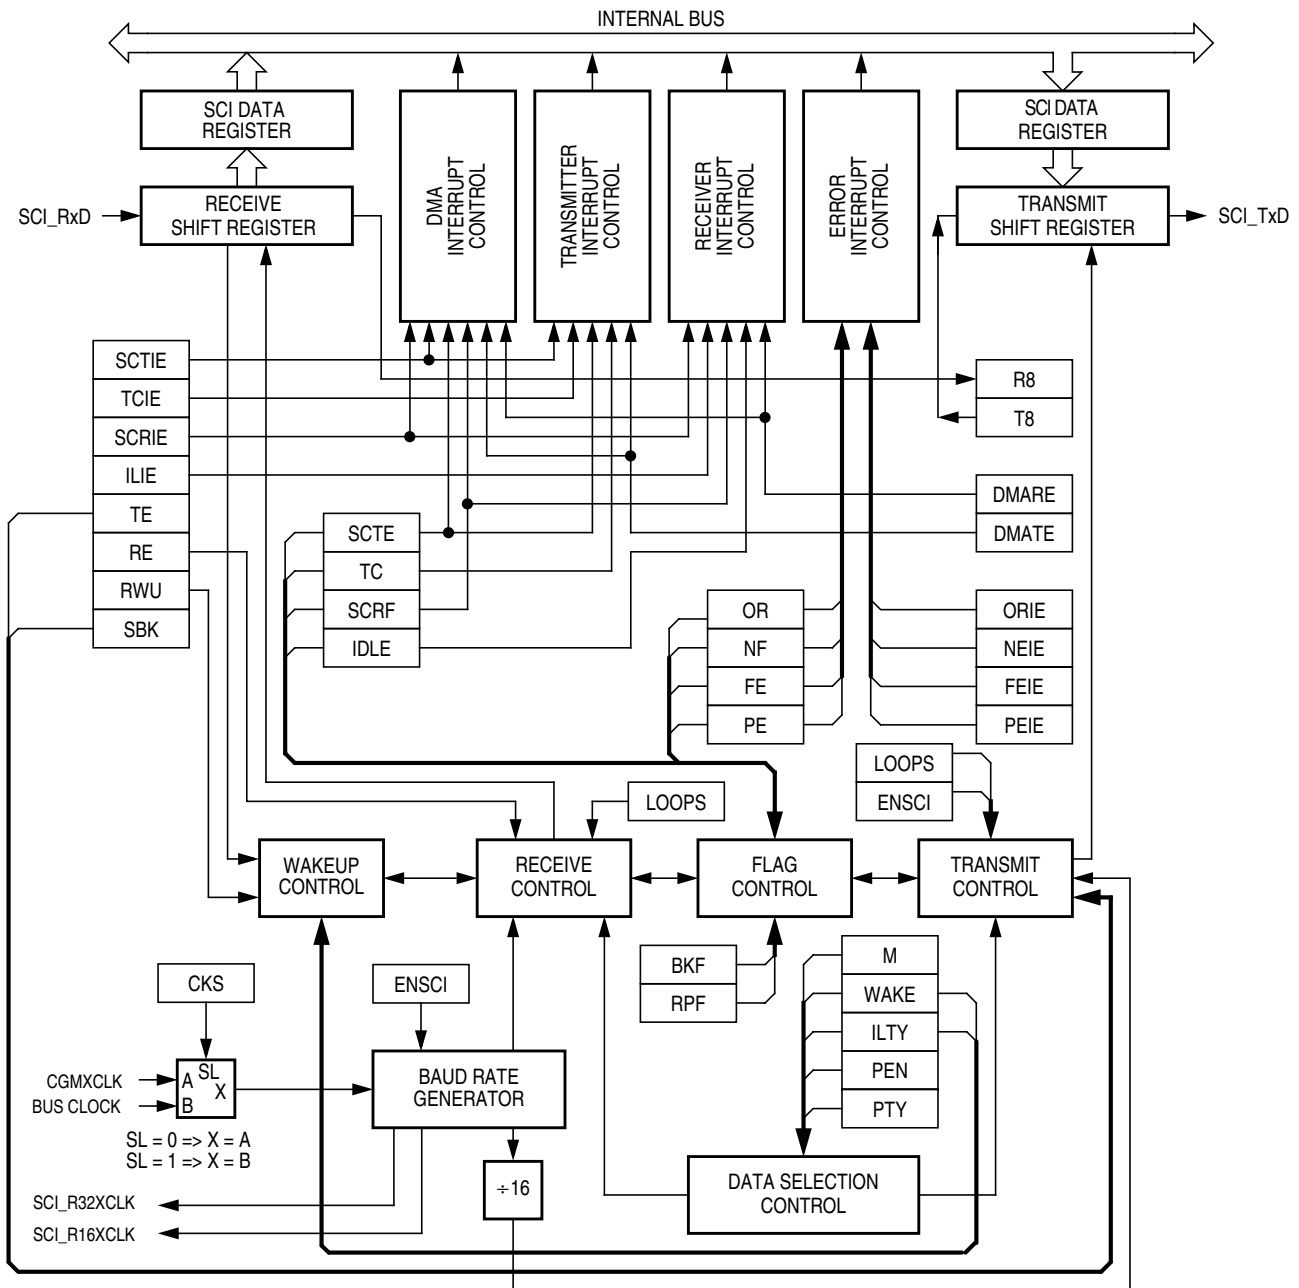 INTERNAL BUS
SCI DATA
REGISTER
DMA
INTERRUPT
CONTROL
TRANSMITTER
INTERRUPT
CONTROL
RECEIVER
INTERRUPT
CONTROL
ERROR
INTERRUPT
CONTROL
SCI DATA
REGISTER
SCI_RxD
RECEIVE
SHIFT REGISTER
TRANSMIT
SHIFT REGISTER
SCI_TxD
SCTIE
TCIE
SCRIE
ILIE
TE
RE
RWU
SBK
R8
T8
DMARE
DMATE
SCTE
TC
SCRF
IDLE
OR
NF
FE
PE
ORIE
NEIE
FEIE
PEIE
LOOPS
ENSCI
LOOPS
WAKEUP
CONTROL
RECEIVE
CONTROL
FLAG
CONTROL
TRANSMIT
CONTROL
BKF
RPF
M
WAKE
ILTY
PEN
PTY
CKS
ENSCI
CGMXCLK
BUS CLOCK
A
B
SL
X
SL = 0 => X = A
SL = 1 => X = B
BAUD RATE
GENERATOR
÷16
DATA SELECTION
CONTROL
SCI_R32XCLK
SCI_R16XCLK